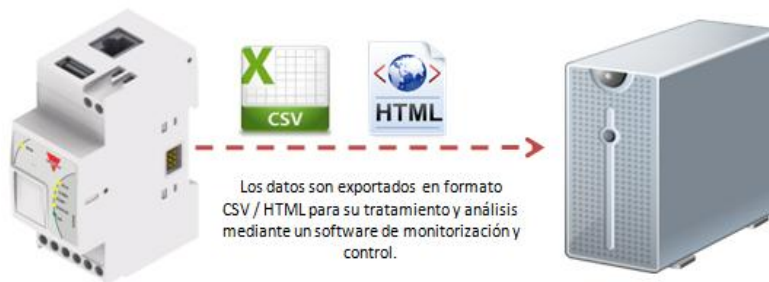 X
CSV
HTML
Los datos son exportados en formato
CSV / HTML para su tratamiento y análisis
mediante un software de monitorización y
control.